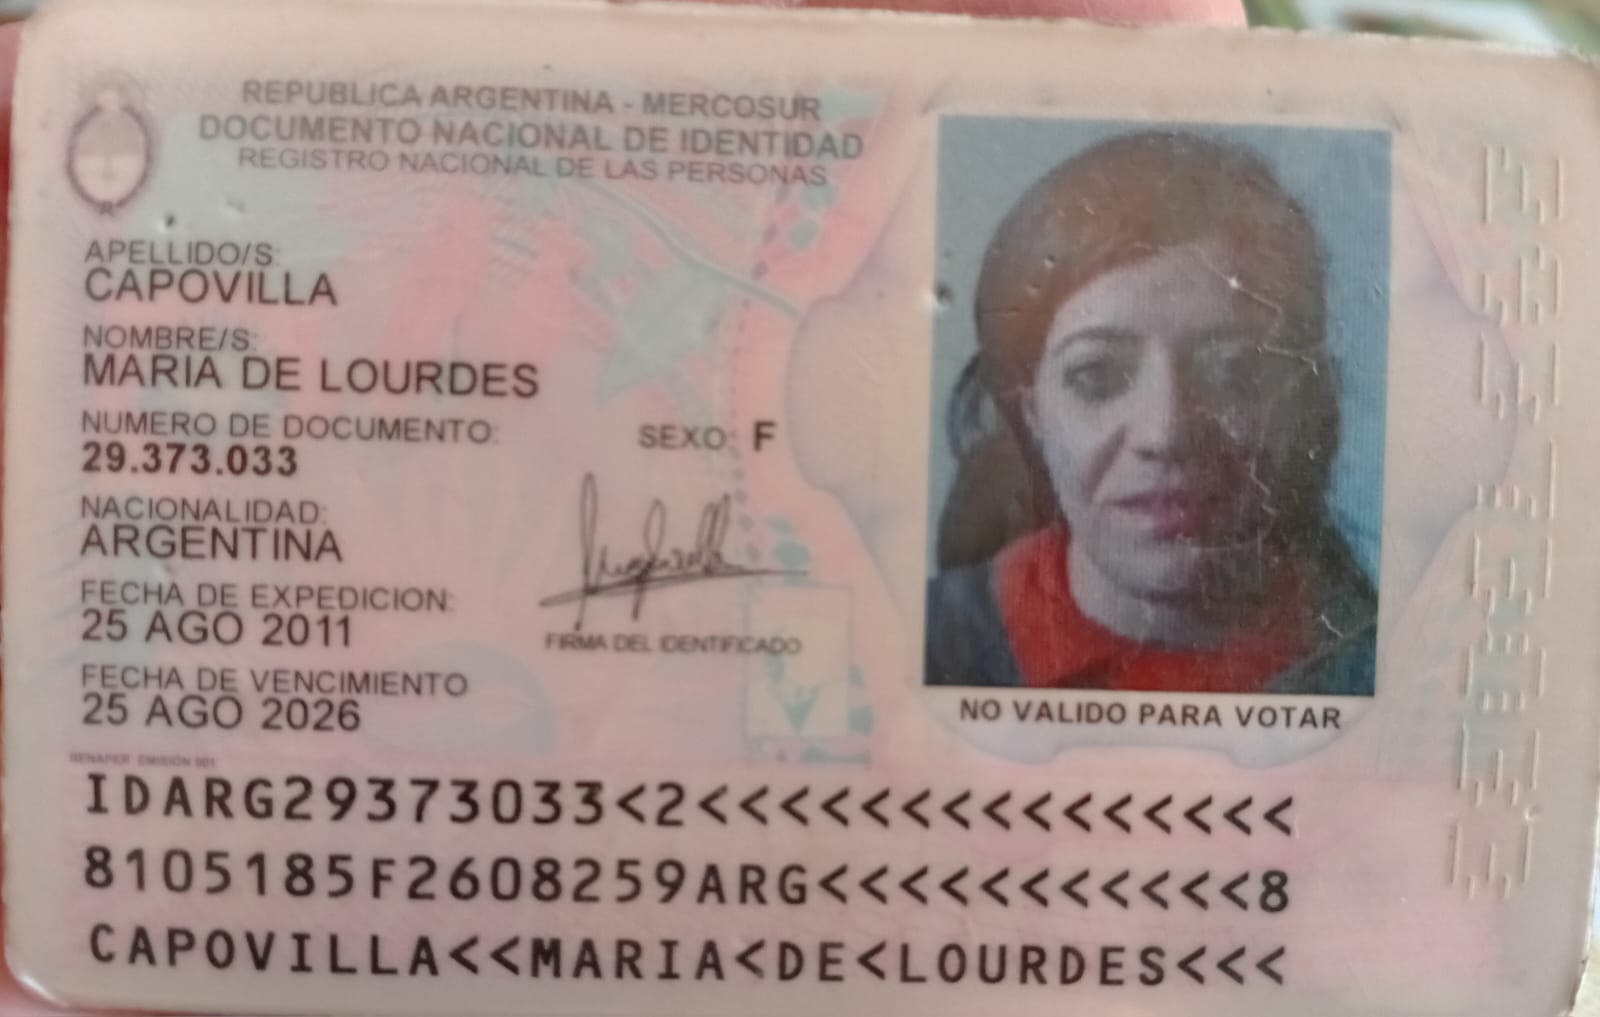 REPUBLICA ARGENTINA - MERCOSUR
DOCUMENTO NACIONAL DE IDENTIDAD
REGISTRO NACIONAL DE LAS PERSONAS
APELLIDO/S:
CAPOVILLA
NOMBRE/S:
MARIA DE LOURDES
NUMERO DE DOCUMENTO:
29.373.033
SEXO: F
NACIONALIDAD:
ARGENTINA
FECHA DE EXPEDICION:
25 AGO 2011
FIRMA DEL IDENTIFICADO
FECHA DE VENCIMIENTO
25 AGO 2026
NO VALIDO PARA VOTAR
RENAPER EMISIÓN 001
IDARG29373033<2<<<<<<<<<<<<<<<
8105185F2608259ARG<<<<<<<<<<<8
CAPOVILLA<<MARIA<DE<LOURDES<<<